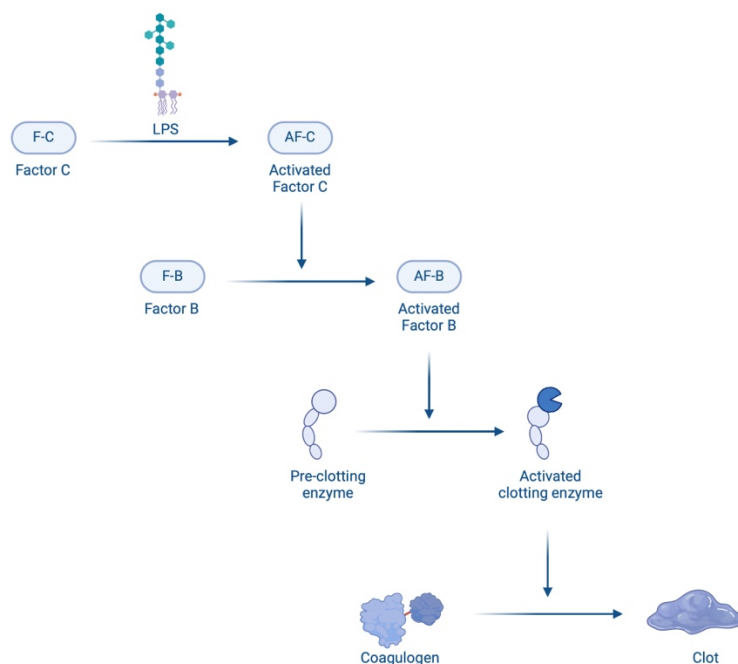 LPS
F-C
AF-C
Factor C
Activated
Factor C
F-B
AF-B
Factor B
Activated
Factor B
Pre-clotting
enzyme
Activated
clotting enzyme
Coagulogen
Clot